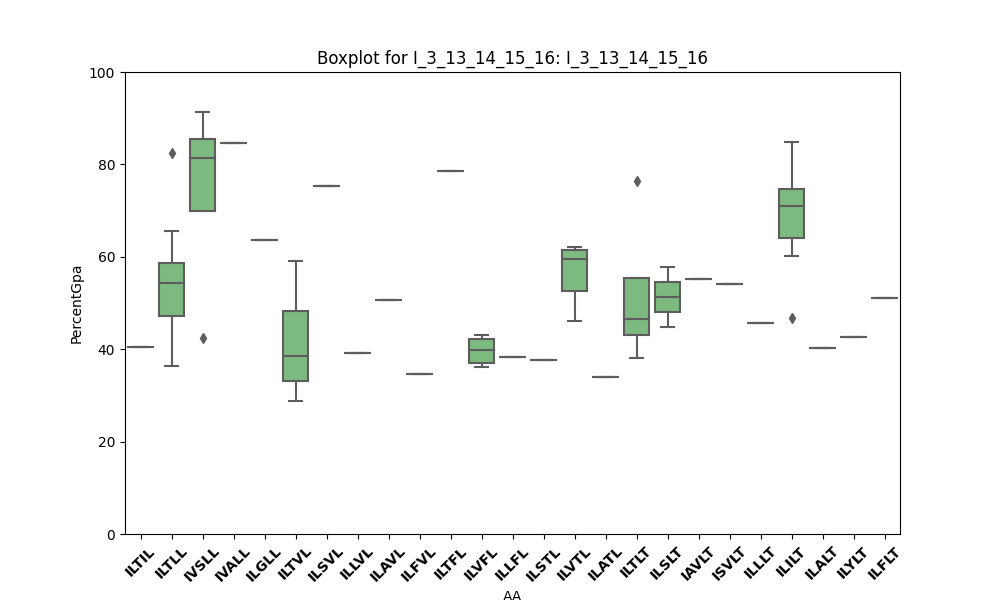 Boxplot for I_3_13_14_15_16: I_3_13_14_15_16
100
80
60
40
20
0
PercentGpa
ILTIL
ILTLL
IVSLL
IVALL
ILGLL
ILTVL
ILSVL
ILLVL
ILAVL
ILFVL
ILTFL
ILVFL
ILLFL
ILSTL
ILVTL
ILATL
ILTLT
ILSLT
IAVLT
ISVLT
ILLLT
ILILT
ILALT
ILYLT
ILFLT
AA